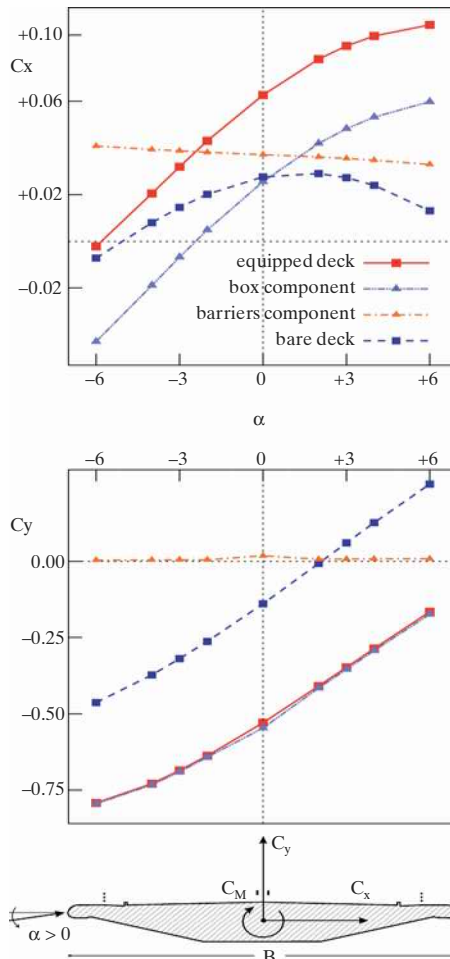 +0.10
Cx
+0.06
+0.02
−0.02
equipped deck
box component
barriers component
bare deck
−6 −3 0 +3 +6
α
−6 −3 0 +3 +6
Cy
0.00
−0.25
−0.50
−0.75
Cy
CM Cx
α > 0
B